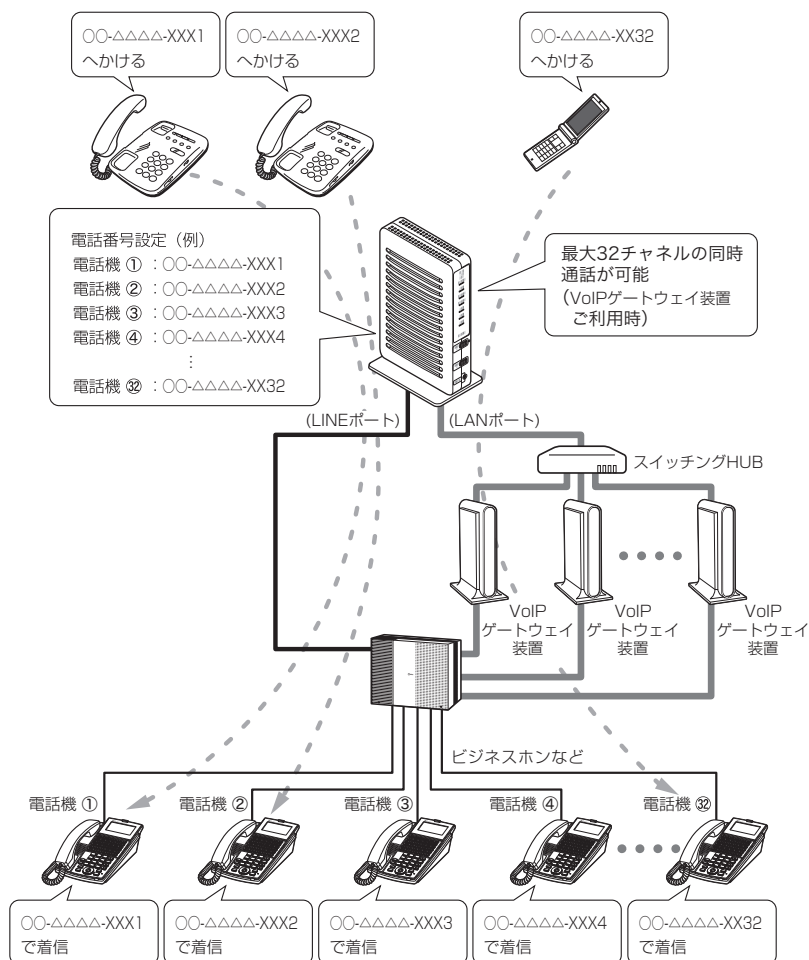 ○○-△△△△-XXX1
へかける
○○-△△△△-XXX2
へかける
○○-△△△△-XX32
へかける
電話番号設定（例）
電話機 ① ：○○-△△△△-XXX1
電話機 ② ：○○-△△△△-XXX2
電話機 ③ ：○○-△△△△-XXX3
電話機 ④ ：○○-△△△△-XXX4
⋮
電話機 ㉜ ：○○-△△△△-XX32
最大32チャネルの同時
通話が可能
（VoIPゲートウェイ装置
ご利用時）
(LINEポート)
(LANポート)
スイッチングHUB
VoIP
ゲートウェイ
装置
VoIP
ゲートウェイ
装置
VoIP
ゲートウェイ
装置
ビジネスホンなど
電話機 ①
電話機 ②
電話機 ③
電話機 ④
電話機 ㉜
○○-△△△△-XXX1
で着信
○○-△△△△-XXX2
で着信
○○-△△△△-XXX3
で着信
○○-△△△△-XXX4
で着信
○○-△△△△-XX32
で着信